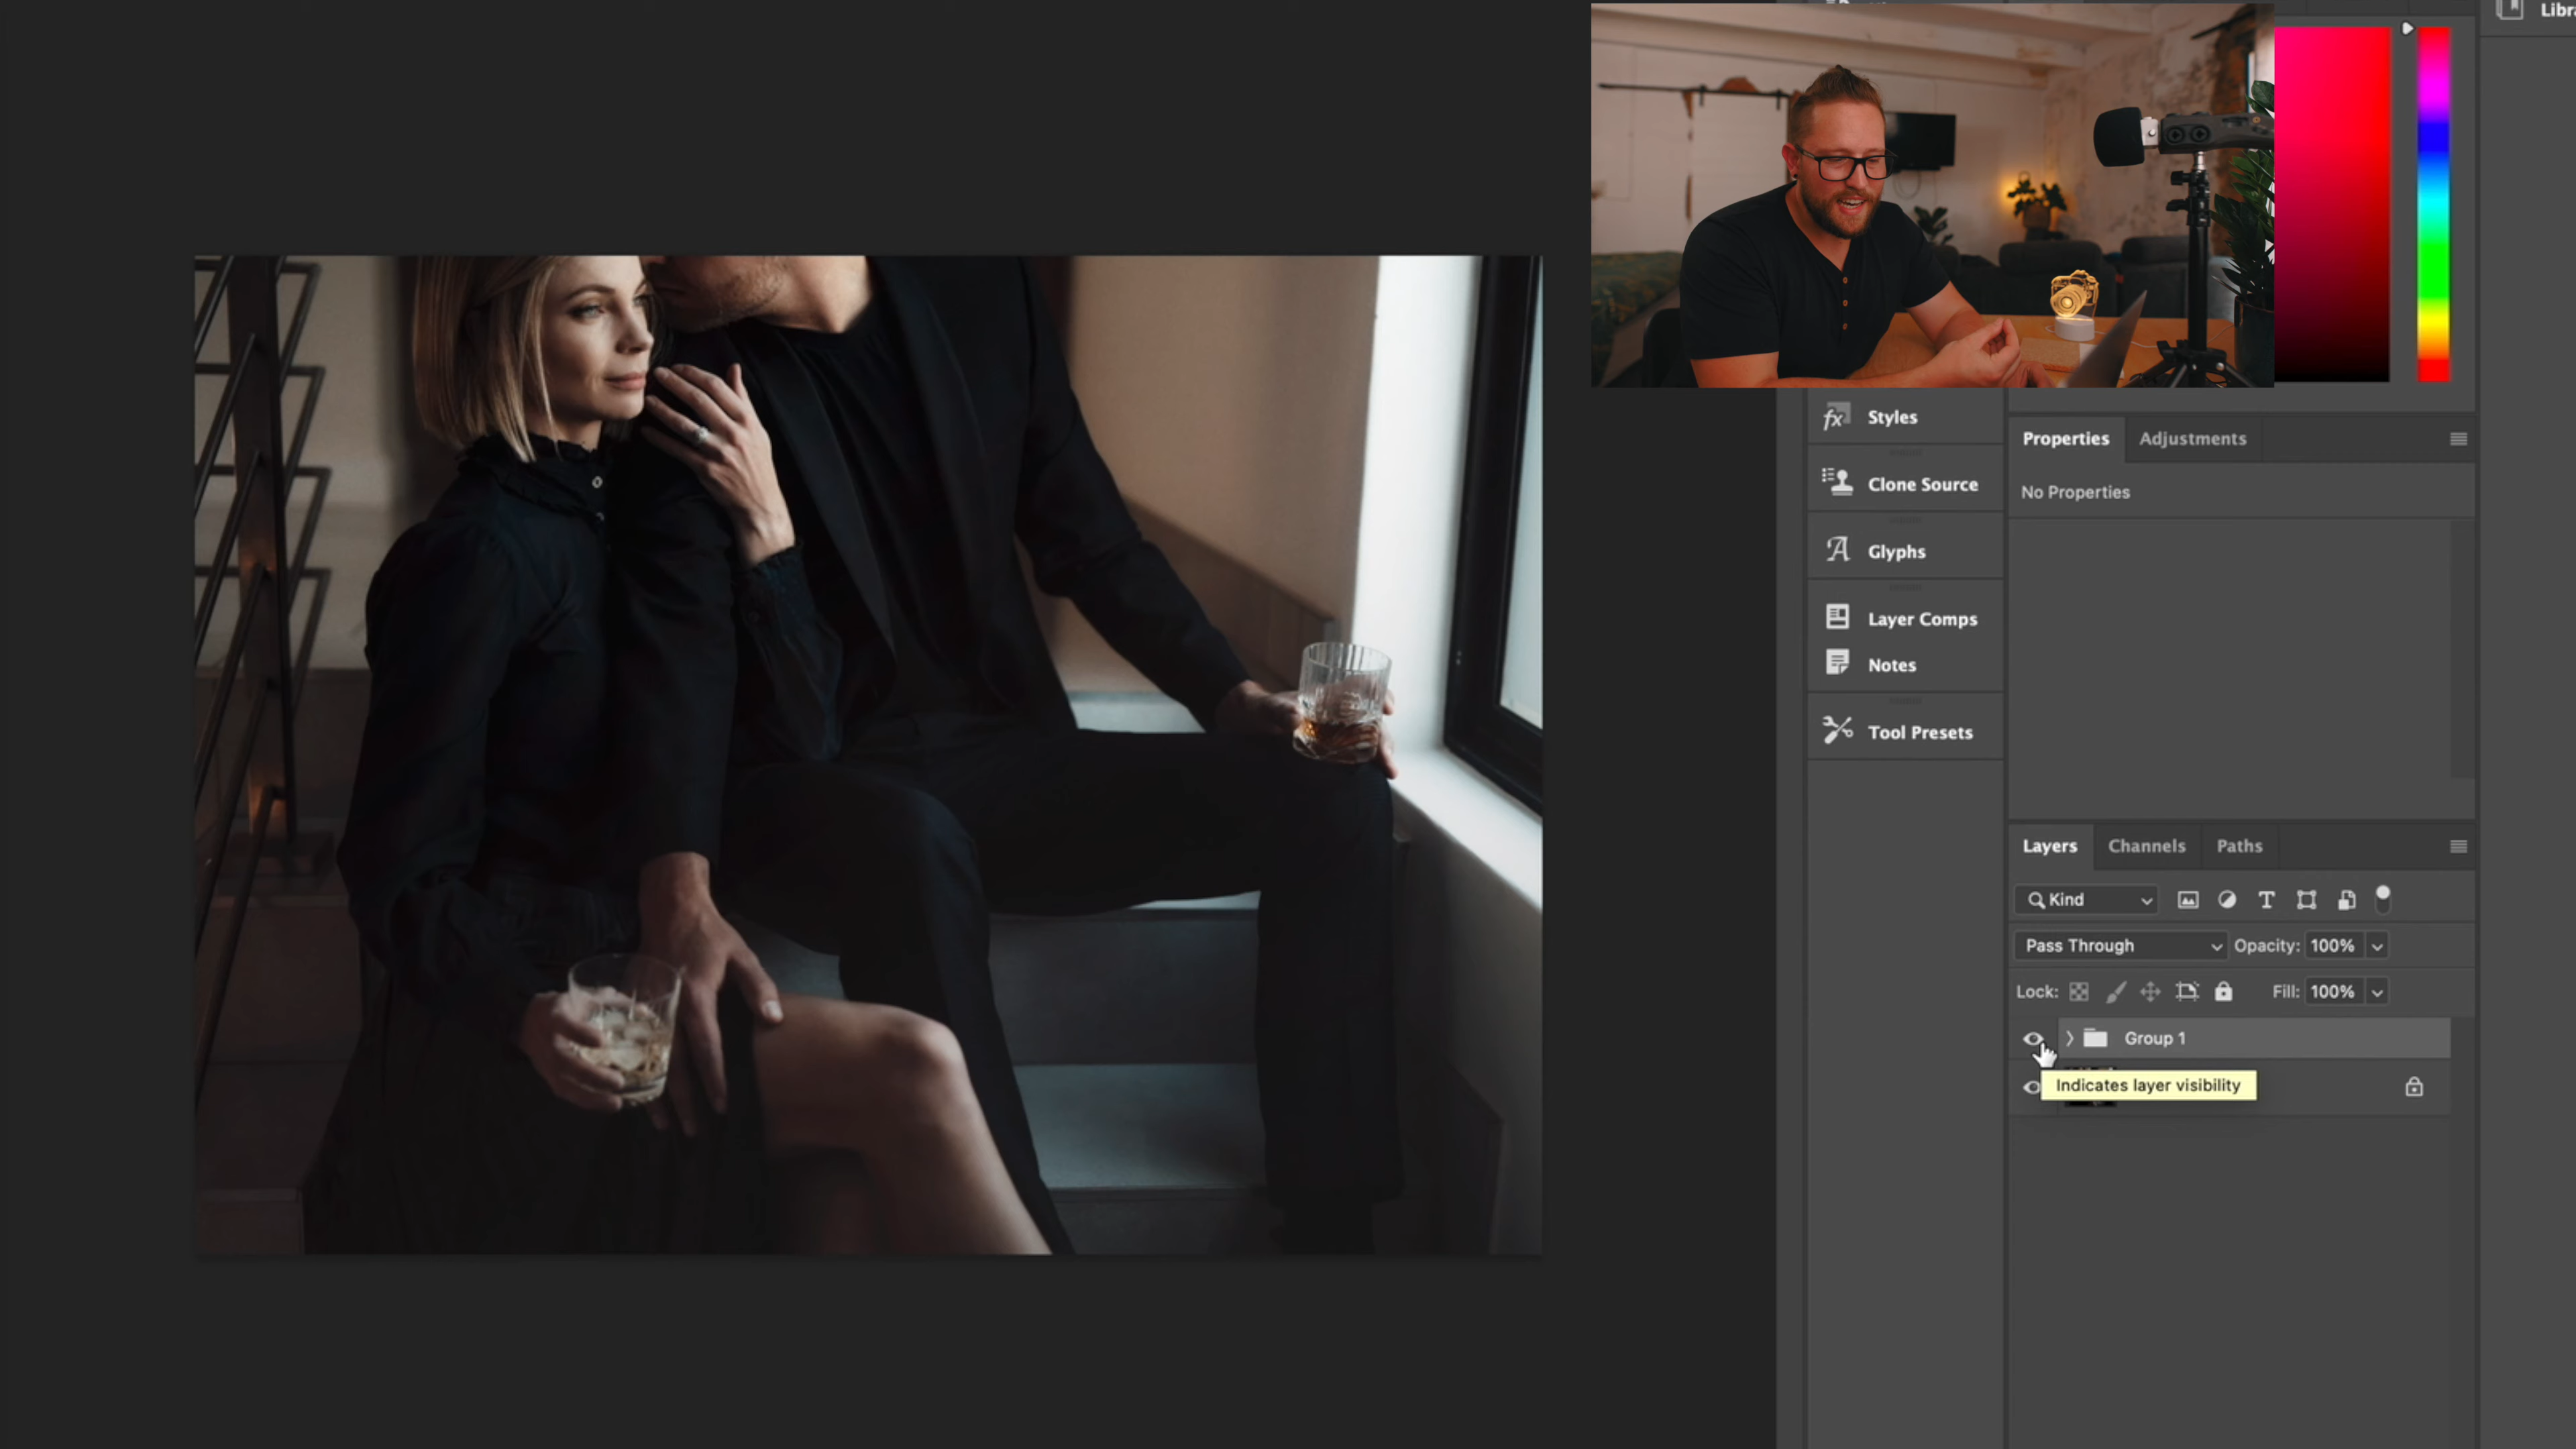 Libr
Styles
Properties
Adjustments
Clone Source
No Properties
Glyphs
Layer Comps
Notes
Tool Presets
Layers
Channels
Paths
Kind
Pass Through
Opacity: 100%
Lock:
Fill: 100%
Group 1
Indicates layer visibility